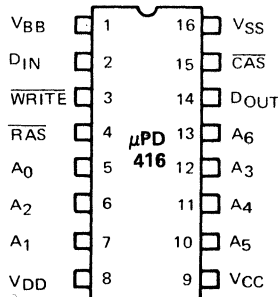 VBB 1 16 VSS
DIN 2 15 CAS
WRITE 3 14 DOUT
RAS 4 13 A6
μPD
416
A0 5 12 A3
A2 6 11 A4
A1 7 10 A5
VDD 8 9 VCC